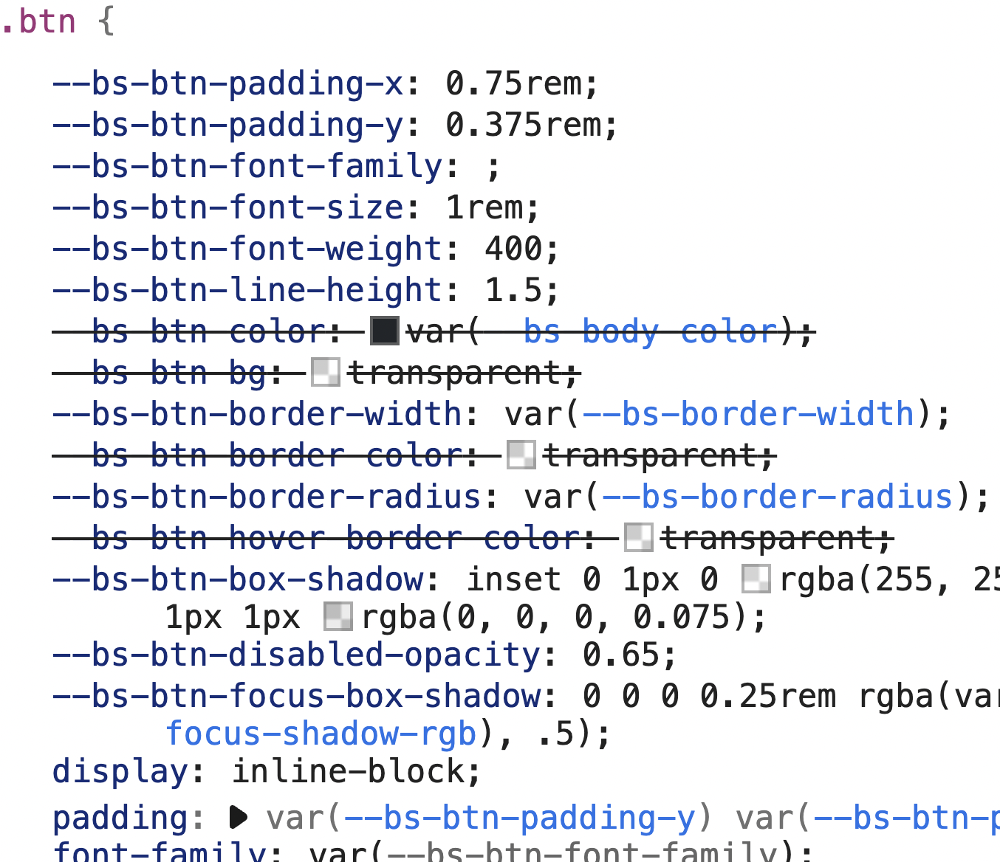 .btn {
--bs-btn-padding-x: 0.75rem;
--bs-btn-padding-y: 0.375rem;
--bs-btn-font-family: ;
--bs-btn-font-size: 1rem;
--bs-btn-font-weight: 400;
--bs-btn-line-height: 1.5;
--bs-btn-color: var(--bs-body-color);
--bs-btn-bg: transparent;
--bs-btn-border-width: var(--bs-border-width);
--bs-btn-border-color: transparent;
--bs-btn-border-radius: var(--bs-border-radius);
--bs-btn-hover-border-color: transparent;
--bs-btn-box-shadow: inset 0 1px 0 rgba(255, 25
1px 1px rgba(0, 0, 0, 0.075);
--bs-btn-disabled-opacity: 0.65;
--bs-btn-focus-box-shadow: 0 0 0 0.25rem rgba(var
focus-shadow-rgb), .5);
display: inline-block;
padding: var(--bs-btn-padding-y) var(--bs-btn-p
font-family: var(--bs-btn-font-family);